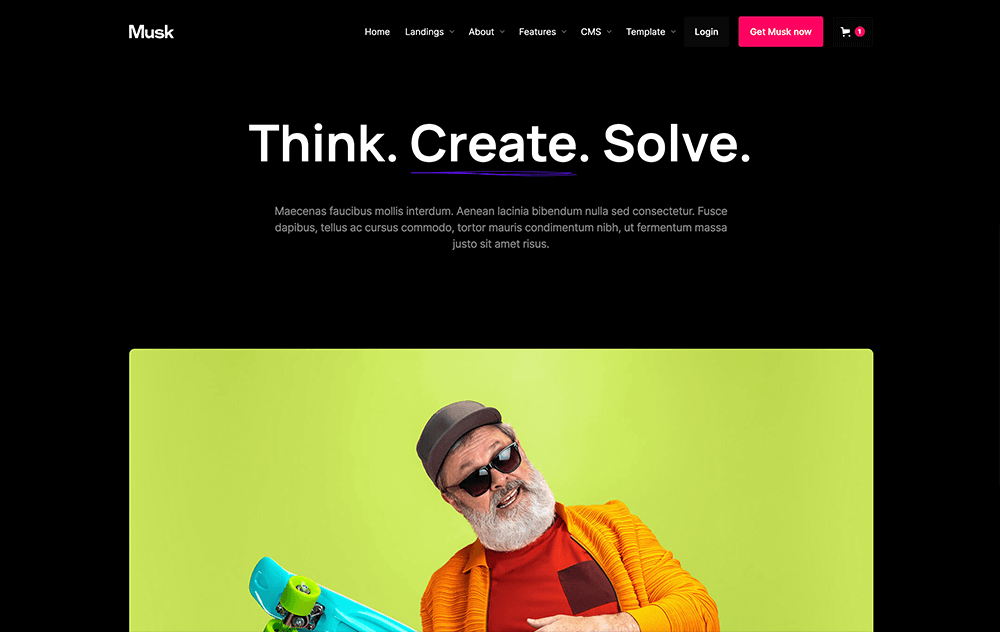 Musk
Home Landings About Features CMS Template Login Get Musk now 1
Think. Create. Solve.
Maecenas faucibus mollis interdum. Aenean lacinia bibendum nulla sed consectetur. Fusce
dapibus, tellus ac cursus commodo, tortor mauris condimentum nibh, ut fermentum massa
justo sit amet risus.